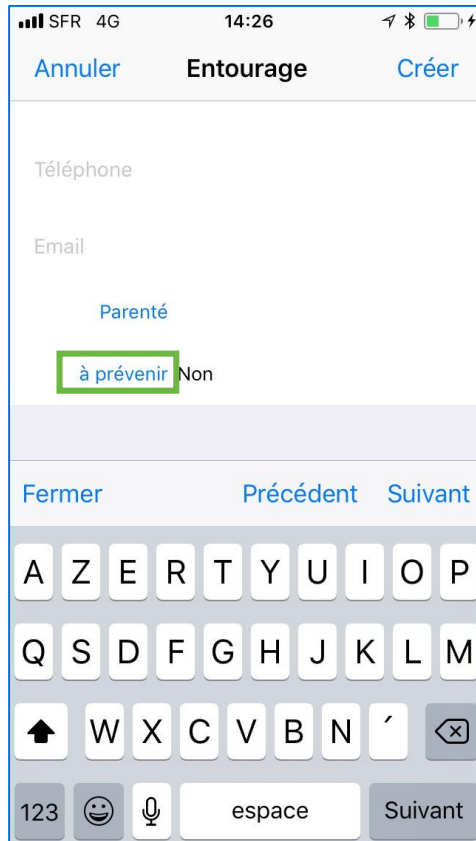 SFR 4G 14:26
Annuler Entourage Créer
Téléphone
Email
Parenté
à prévenir Non
Fermer Précédent Suivant
A Z E R T Y U I O P
Q S D F G H J K L M
W X C V B N ´
123 espace Suivant